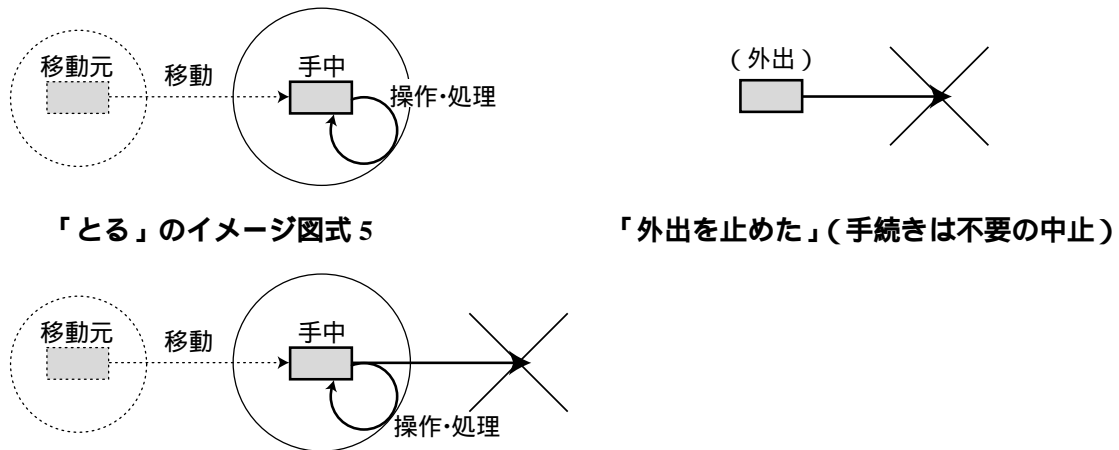 移動元
移動
手中
操作・処理
(外出)
「とる」のイメージ図式 5
「外出を止めた」(手続きは不要の中止)
移動元
移動
手中
操作・処理